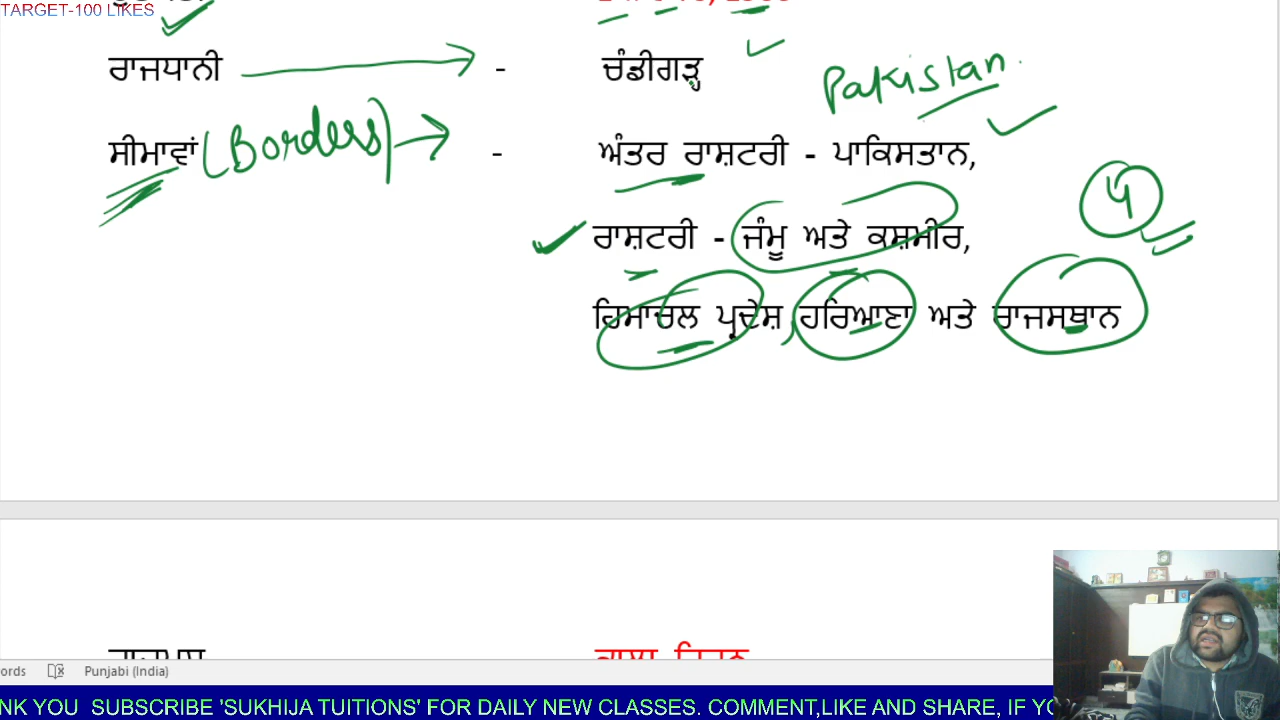 TARGET-100 LIKES
ਰਾਜਧਾਨੀ - ਚੰਡੀਗੜ੍ਹ
Pakistan.
ਸੀਮਾਵਾਂ (Borders) - ਅੰਤਰ ਰਾਸ਼ਟਰੀ - ਪਾਕਿਸਤਾਨ,
ਰਾਸ਼ਟਰੀ - ਜੰਮੂ ਅਤੇ ਕਸ਼ਮੀਰ,
ਹਿਮਾਚਲ ਪ੍ਰਦੇਸ਼, ਹਰਿਆਣਾ ਅਤੇ ਰਾਜਸਥਾਨ
ords Punjabi (India)
NK YOU SUBSCRIBE 'SUKHIJA TUITIONS' FOR DAILY NEW CLASSES. COMMENT,LIKE AND SHARE, IF YO